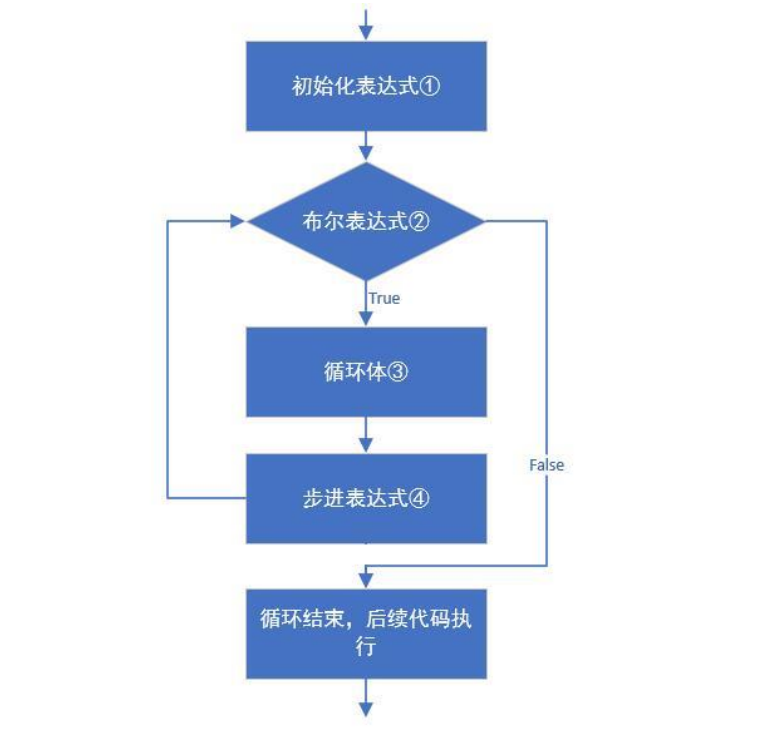 初始化表达式①
布尔表达式②
True
循环体③
False
步进表达式④
循环结束，后续代码执
行